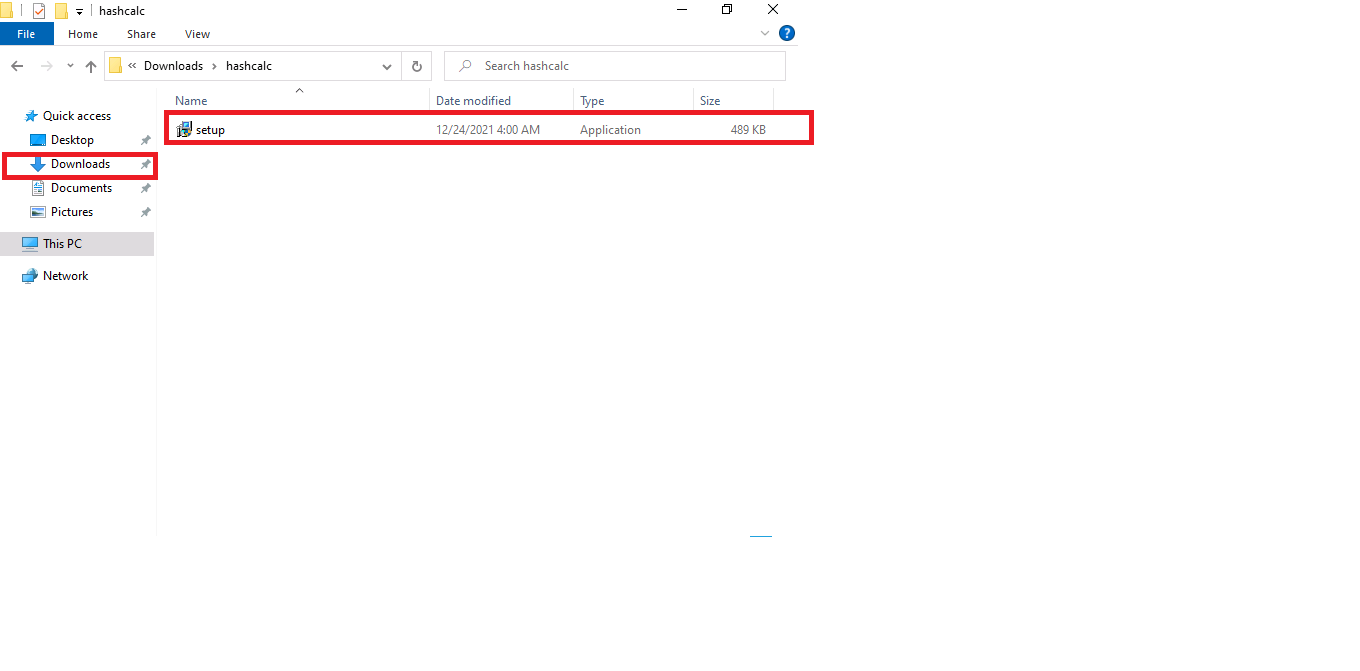 hashcalc
File Home Share View
« Downloads > hashcalc
Search hashcalc
Name Date modified Type Size
setup 12/24/2021 4:00 AM Application 489 KB
Quick access
Desktop
Downloads
Documents
Pictures
This PC
Network